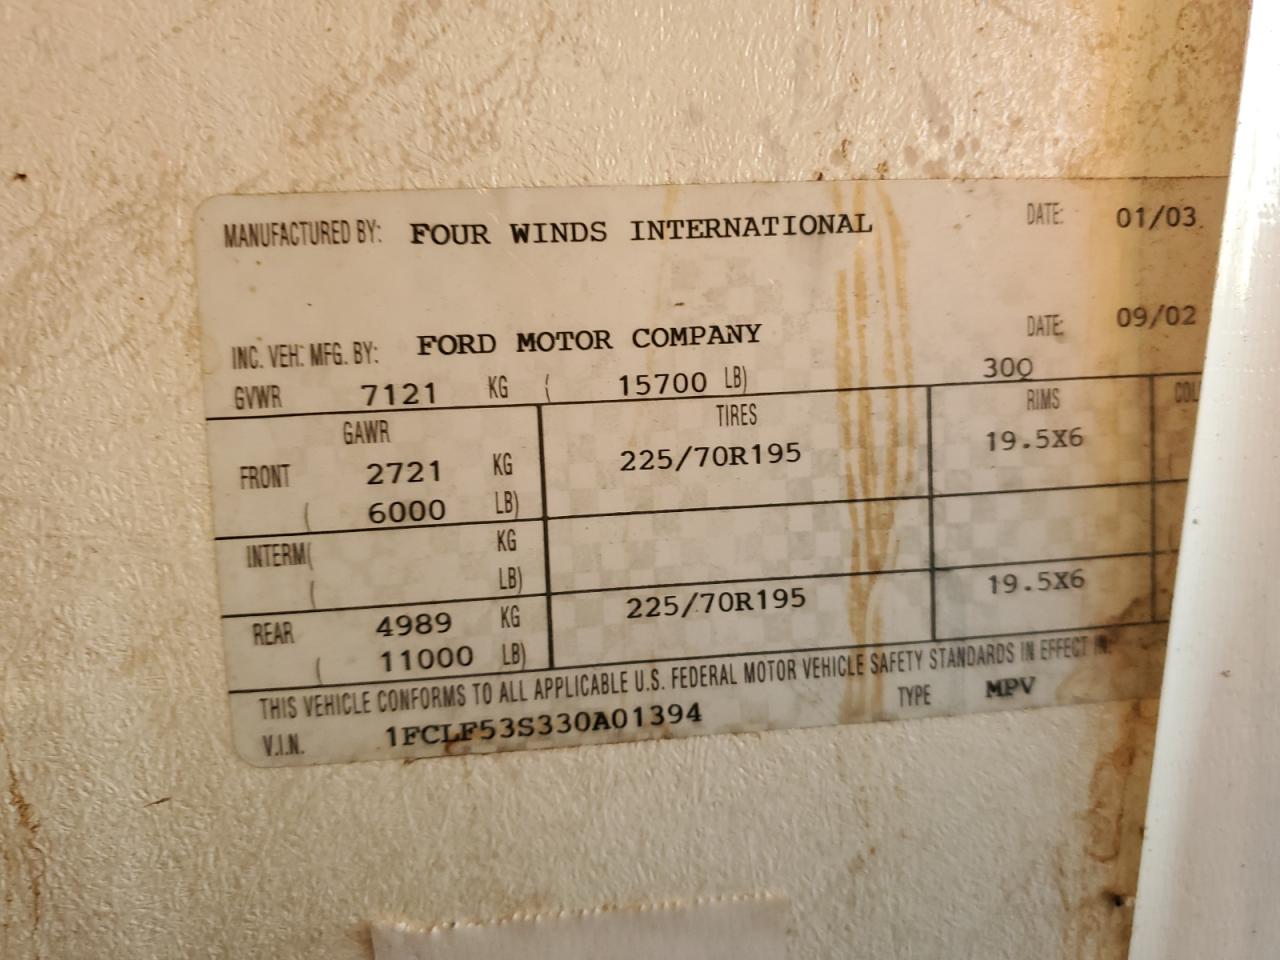 MANUFACTURED BY: FOUR WINDS INTERNATIONAL DATE: 01/03
INC. VEH. MFG. BY: FORD MOTOR COMPANY DATE: 09/02
GVWR 7121 KG ( 15700 LB) 30Q
GAWR TIRES RIMS COL
FRONT 2721 KG 225/70R195 19.5X6
( 6000 LB)
INTERM( KG
( LB)
REAR 4989 KG 225/70R195 19.5X6
( 11000 LB)
THIS VEHICLE CONFORMS TO ALL APPLICABLE U.S. FEDERAL MOTOR VEHICLE SAFETY STANDARDS IN EFFECT IN
V.I.N. 1FCLF53S330A01394 TYPE MPV